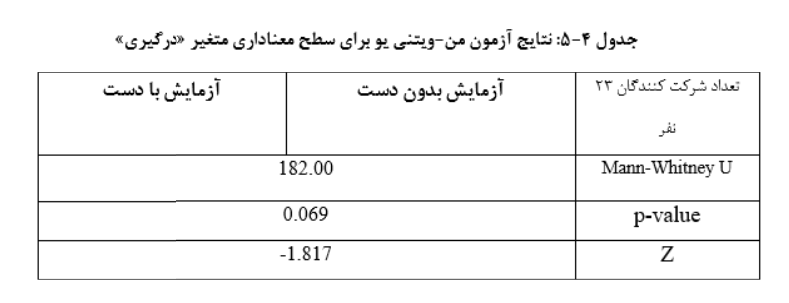 جدول ۴-۵: نتایج آزمون من-ویتنی یو برای سطح معناداری متغیر «درگیری»
تعداد شرکت کنندگان ۲۳ آزمایش بدون دست آزمایش با دست
نفر
Mann-Whitney U 182.00
p-value 0.069
Z -1.817